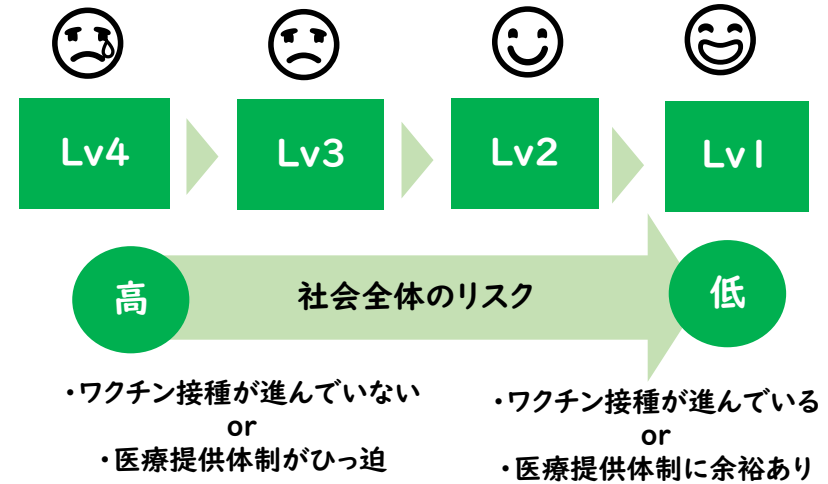 Lv4
Lv3
Lv2
Lv1
高
社会全体のリスク
低
・ワクチン接種が進んでいない
or
・医療提供体制がひっ迫
・ワクチン接種が進んでいる
or
・医療提供体制に余裕あり